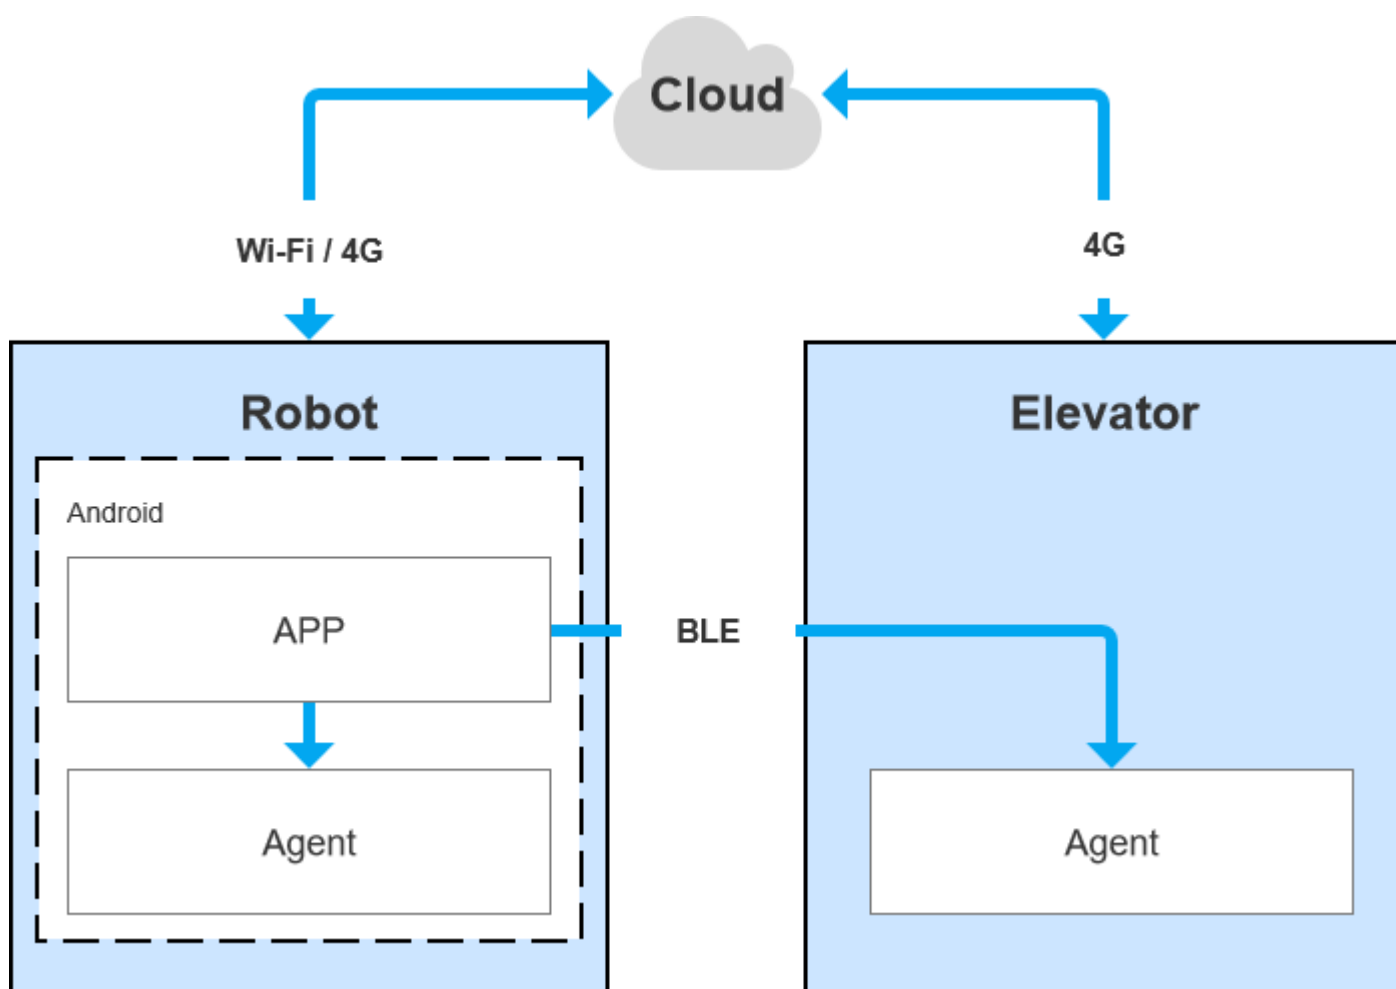 Cloud
Wi-Fi / 4G
4G
Robot
Elevator
Android
APP
BLE
Agent
Agent